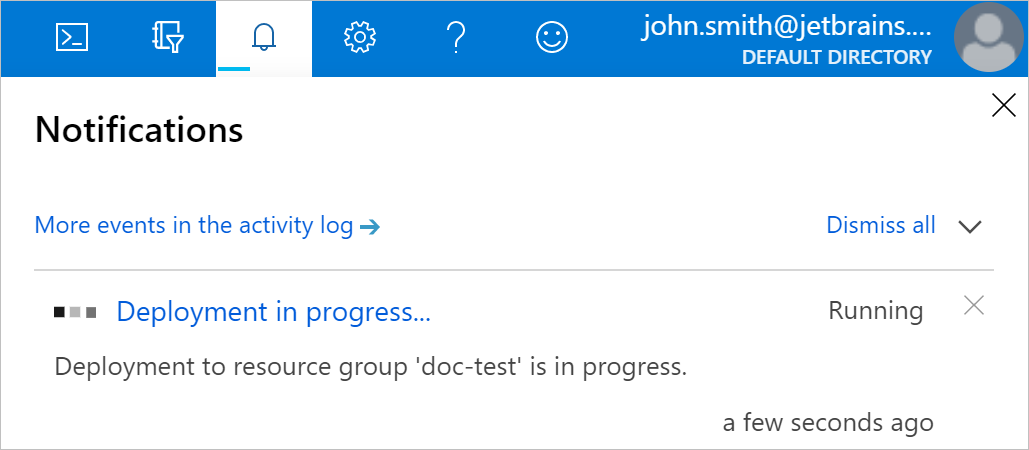 john.smith@jetbrains....
DEFAULT DIRECTORY
Notifications
More events in the activity log
Dismiss all
Deployment in progress...
Running
Deployment to resource group 'doc-test' is in progress.
a few seconds ago